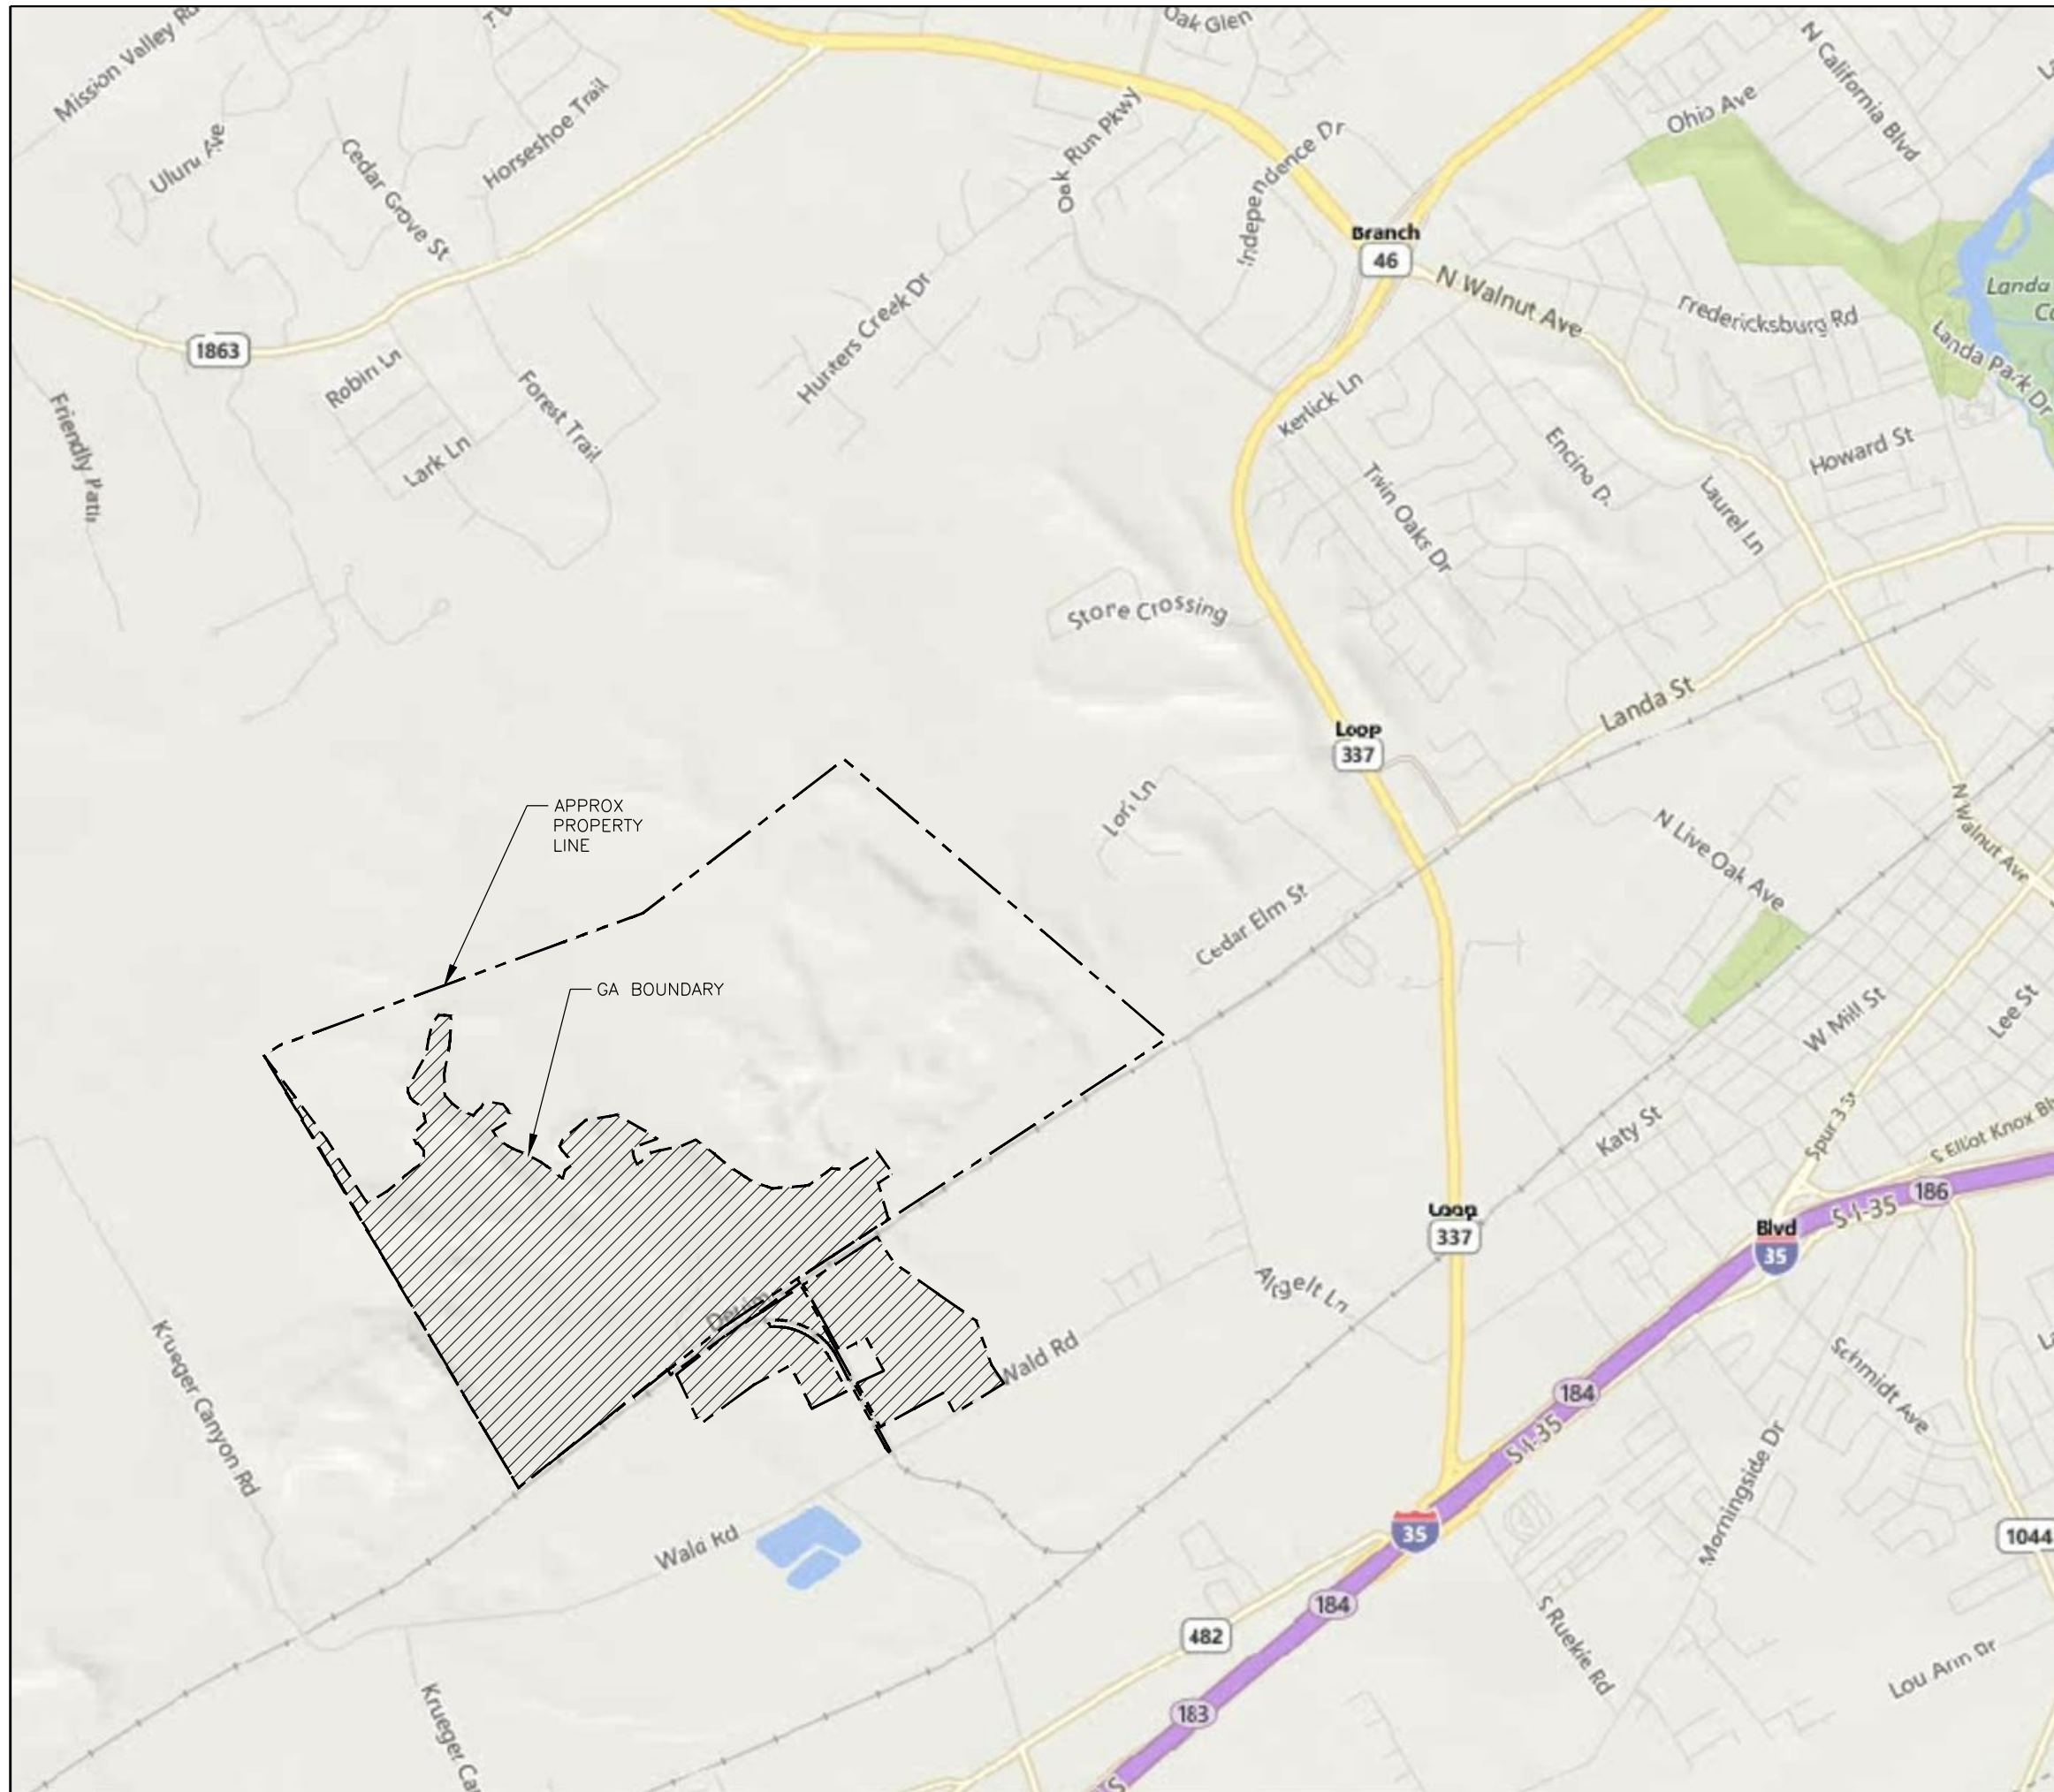 Mission Valley Rd
Oak Glen
N California Blvd
Ohio Ave
Uluru Ave
Horseshoe Trail
Cedar Grove St
Oak Run Pkwy
Independence Dr
Branch
46
N Walnut Ave
Fredericksburg Rd
Landa
Landa Park Dr
Hunters Creek Dr
1863
Robin Ln
Forest Trail
Kerlick Ln
Friendly Path
Lark Ln
Encino D
Howard St
Twin Oaks Dr
Laurel Ln
Store Crossing
Landa St
Loop
337
APPROX
PROPERTY
LINE
Lori Ln
N Live Oak Ave
N Walnut Ave
Cedar Elm St
GA BOUNDARY
W Mill St
Lee St
Katy St
Spur 3 St
S Elliot Knox Bl
186
S I-35
Loop
337
Blvd
35
Algelt Ln
Krueger Canyon Rd
Wald Rd
Schmidt Ave
184
S I-35
Morningside Dr
35
1044
Wald Rd
184
482
S Ruekie Rd
Lou Ann Dr
183
Krueger Ca
S